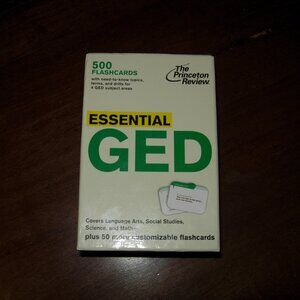 500
FLASHCARDS
with need-to-know topics,
terms, and drills for
4 GED subject areas
The
Princeton
Review
ESSENTIAL
GED
Covers Language Arts, Social Studies,
Science, and Math—
plus 50 more customizable flashcards